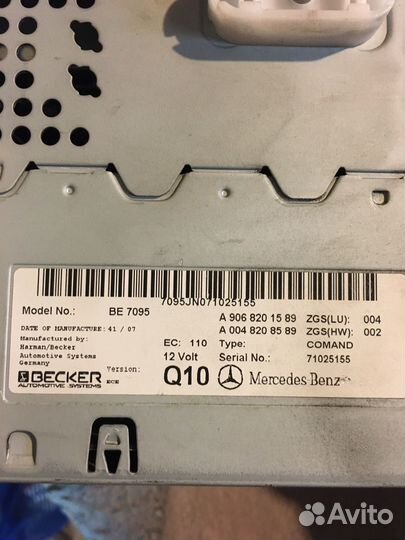 7095JN071025155
Model No.: BE 7095
A 906 820 15 89 ZGS(LU): 004
DATE OF MANUFACTURE: 41 / 07
A 004 820 85 89 ZGS(HW): 002
Manufactured by:
Harman/Becker
Automotive Systems
Germany
EC: 110 Type: COMAND
12 Volt Serial No.: 71025155
BECKER
AUTOMOTIVE SYSTEMS
Version:
ECE
Q10
Mercedes-Benz
Avito